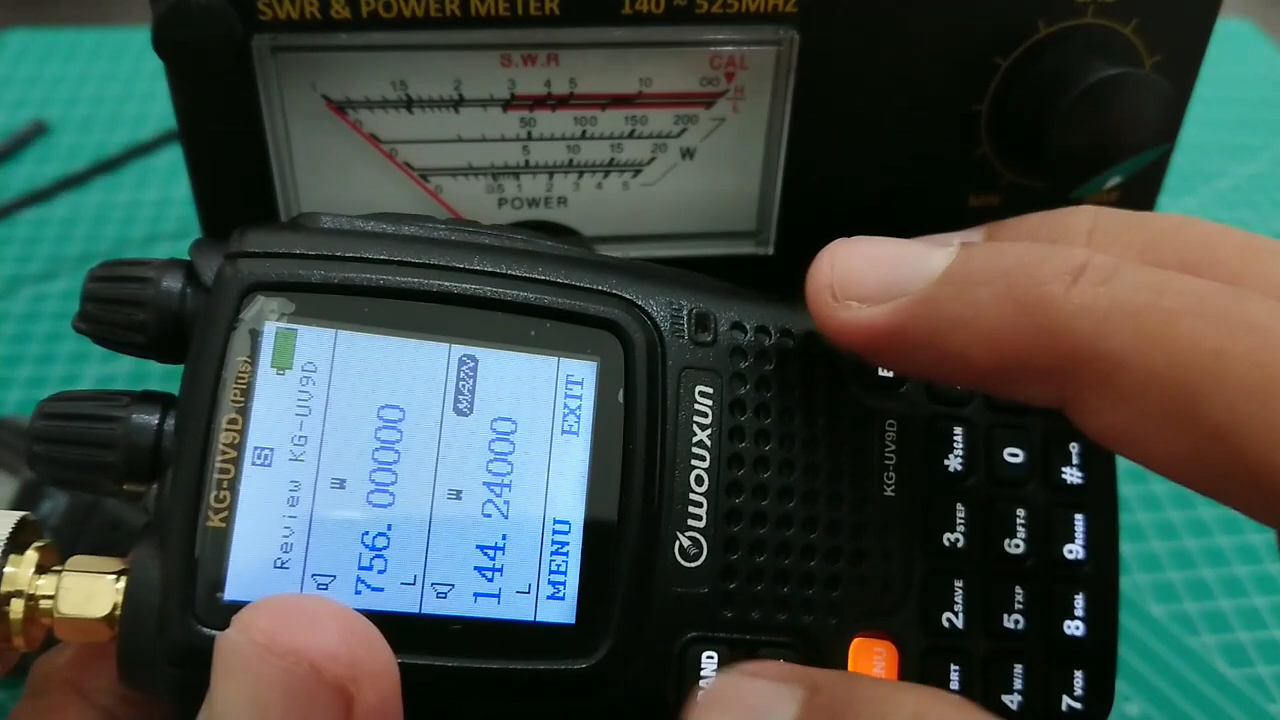 SWR & POWER METER 140 ~ 525MHZ
S.W.R
CAL
1 1.5 2 3 4 5 10 ∞
H
L
0 50 100 150 200
0 5 10 15 20
W
0 0.5 1 2 3 4 5
POWER
KG-UV9D (Plus)
S
Review KG-UV9D
W
756.00000
L
MAIN
W
144.24000
L
MENU EXIT
WOUXUN
KG-UV9D
*SCAN
0
#
3STEP
6SFT-D
9
2SAVE
5TXP
8SQL
BRT
4WIN
7VOX